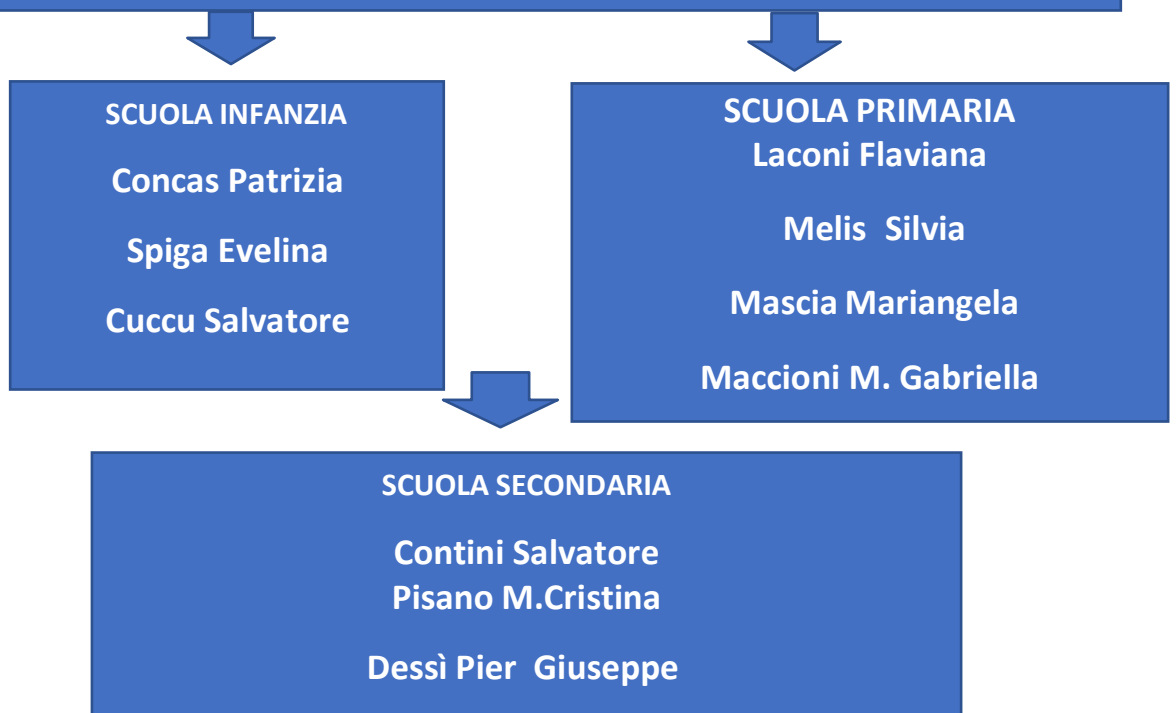 SCUOLA INFANZIA
Concas Patrizia
Spiga Evelina
Cuccu Salvatore
SCUOLA PRIMARIA
Laconi Flaviana
Melis Silvia
Mascia Mariangela
Maccioni M. Gabriella
SCUOLA SECONDARIA
Contini Salvatore
Pisano M.Cristina
Dessì Pier Giuseppe